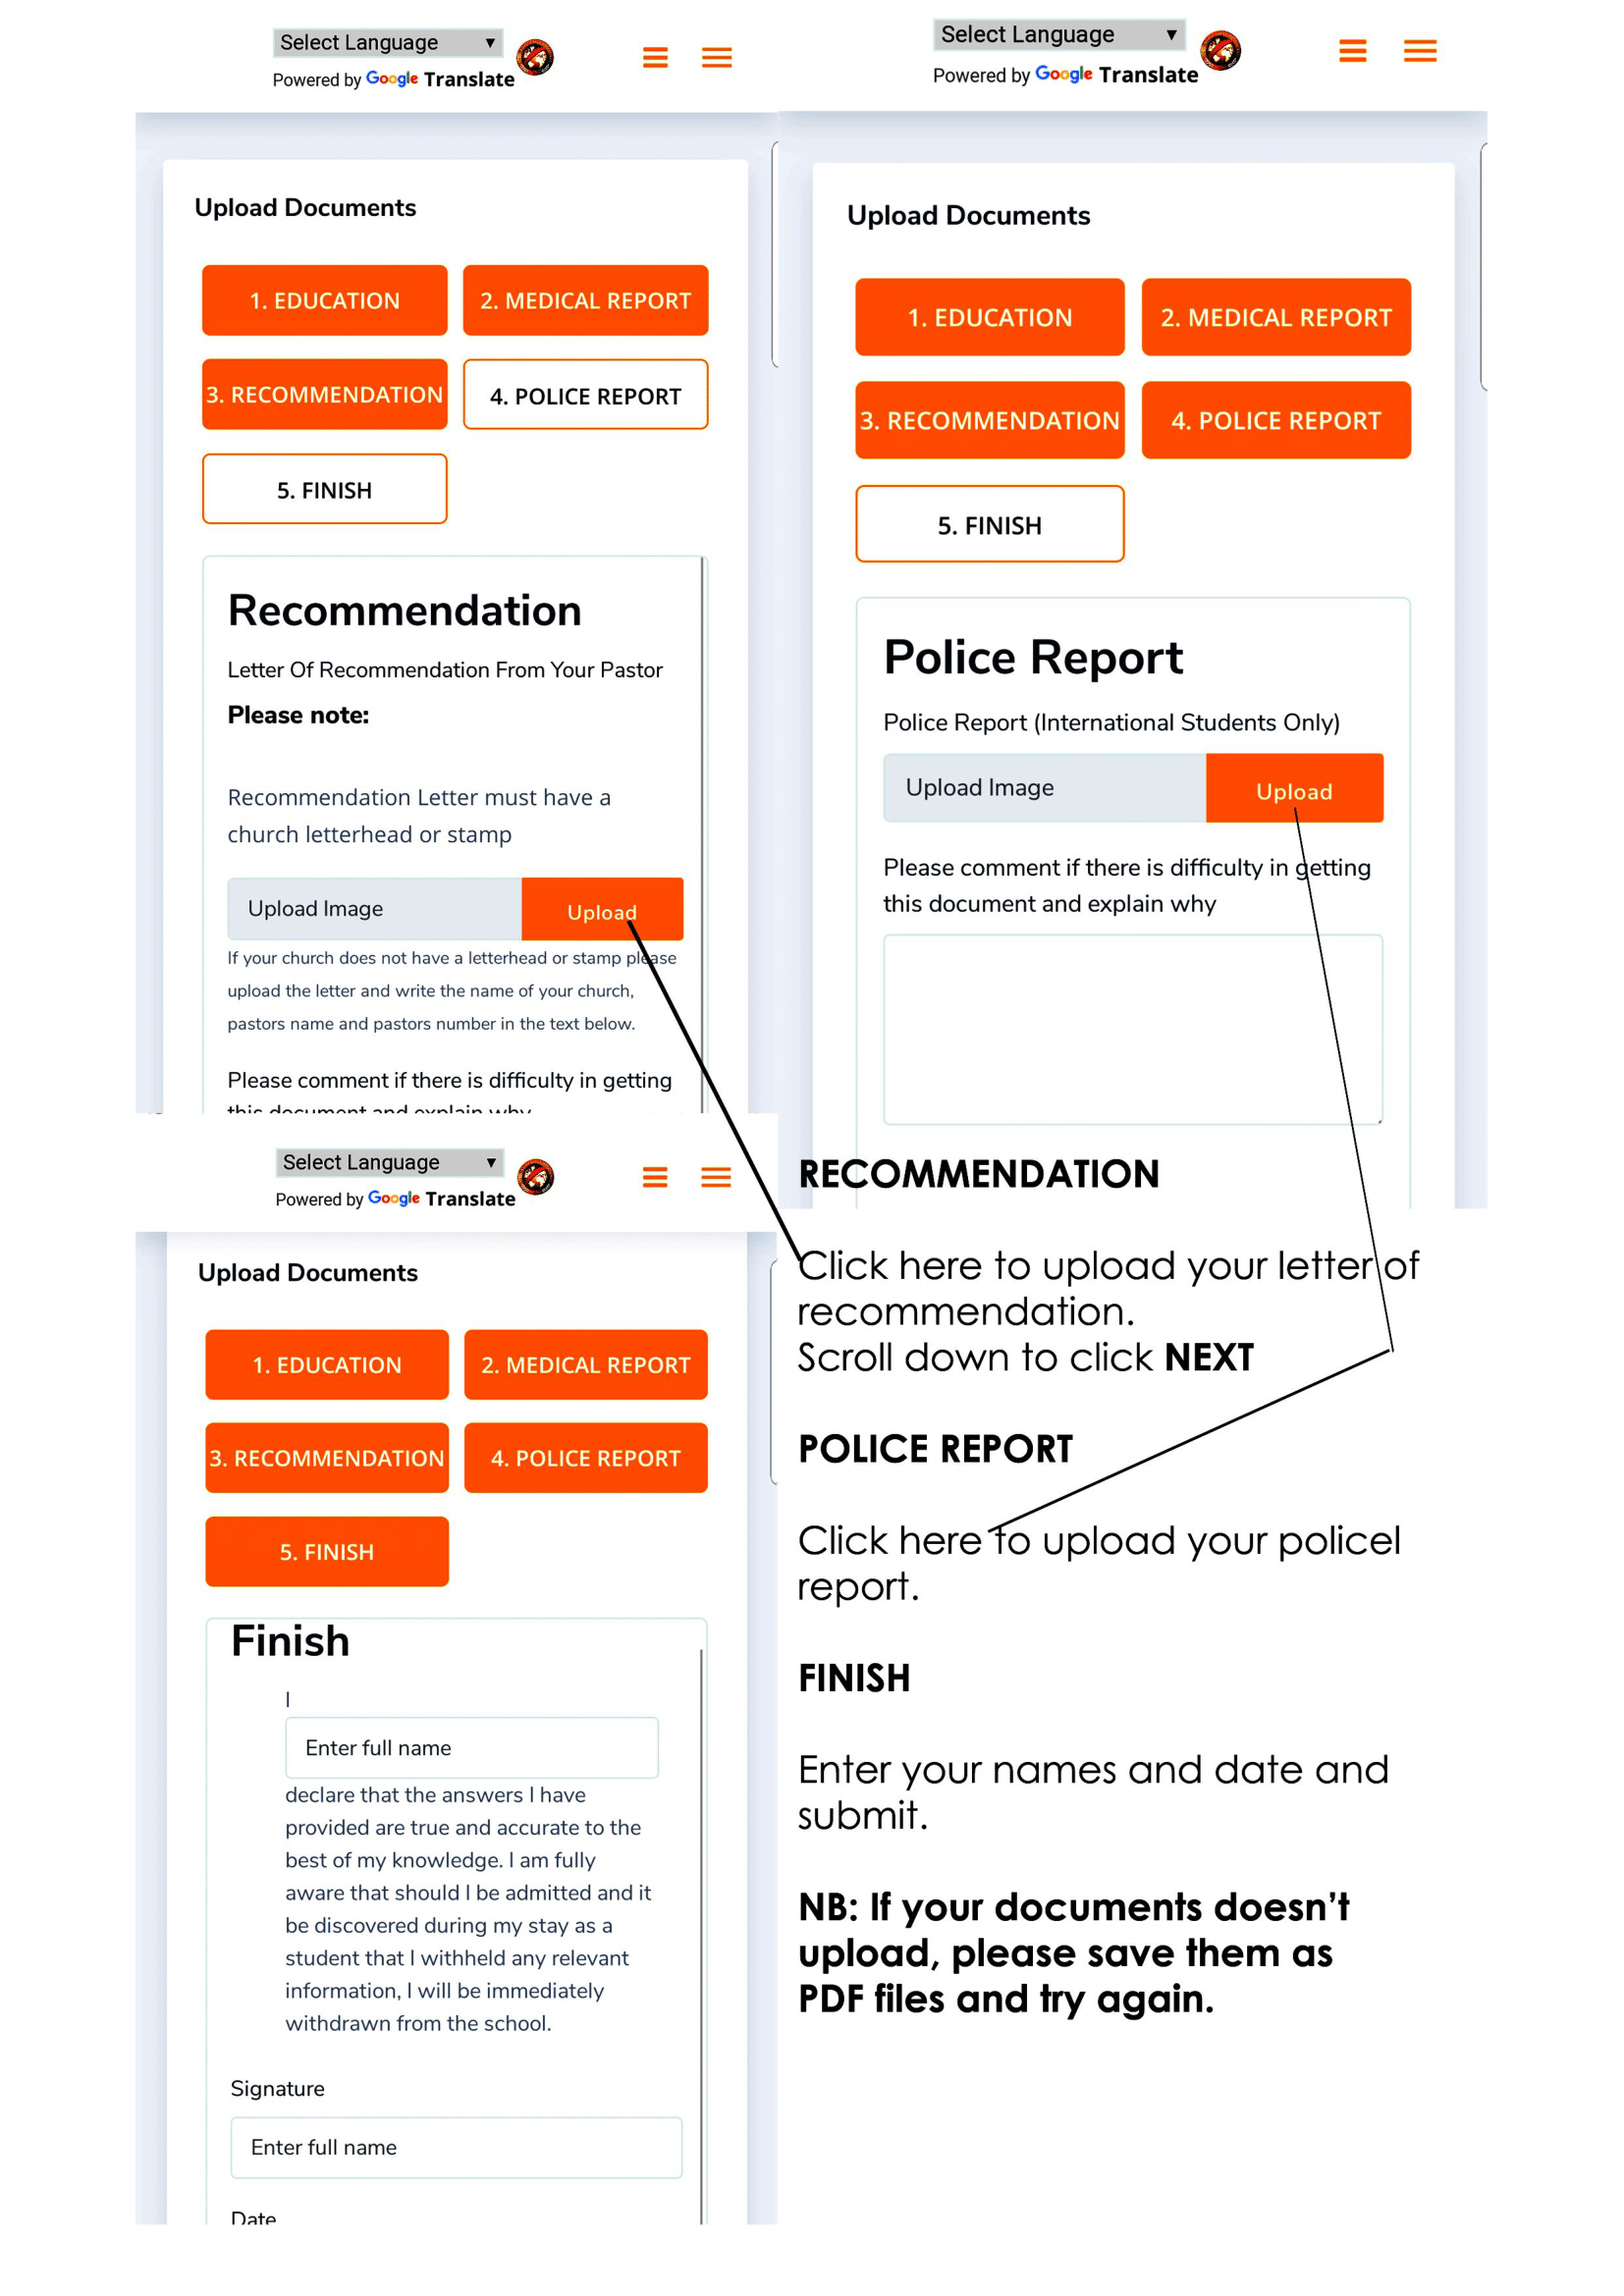 Select Language ▼
Powered by Google Translate
Upload Documents
1. EDUCATION
2. MEDICAL REPORT
3. RECOMMENDATION
4. POLICE REPORT
5. FINISH
Recommendation
Letter Of Recommendation From Your Pastor
Please note:
Recommendation Letter must have a
church letterhead or stamp
Upload Image
Upload
If your church does not have a letterhead or stamp please
upload the letter and write the name of your church,
pastors name and pastors number in the text below.
Please comment if there is difficulty in getting
this document and explain why
Select Language ▼
Powered by Google Translate
Upload Documents
1. EDUCATION
2. MEDICAL REPORT
3. RECOMMENDATION
4. POLICE REPORT
5. FINISH
Police Report
Police Report (International Students Only)
Upload Image
Upload
Please comment if there is difficulty in getting
this document and explain why
Select Language ▼
Powered by Google Translate
Upload Documents
1. EDUCATION
2. MEDICAL REPORT
3. RECOMMENDATION
4. POLICE REPORT
5. FINISH
Finish
I
Enter full name
declare that the answers I have
provided are true and accurate to the
best of my knowledge. I am fully
aware that should I be admitted and it
be discovered during my stay as a
student that I withheld any relevant
information, I will be immediately
withdrawn from the school.
Signature
Enter full name
Date
RECOMMENDATION
Click here to upload your letter of
recommendation.
Scroll down to click NEXT
POLICE REPORT
Click here to upload your policel
report.
FINISH
Enter your names and date and
submit.
NB: If your documents doesn’t
upload, please save them as
PDF files and try again.